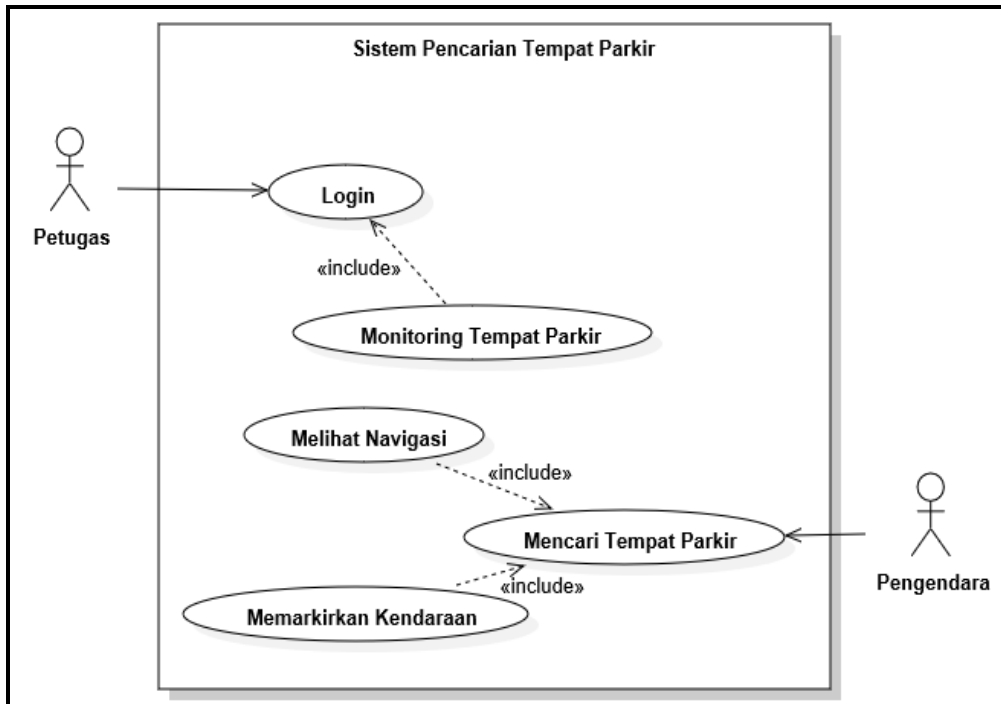 Sistem Pencarian Tempat Parkir
Login
Petugas
«include»
Monitoring Tempat Parkir
Melihat Navigasi
«include»
Mencari Tempat Parkir
«include»
Pengendara
Memarkirkan Kendaraan